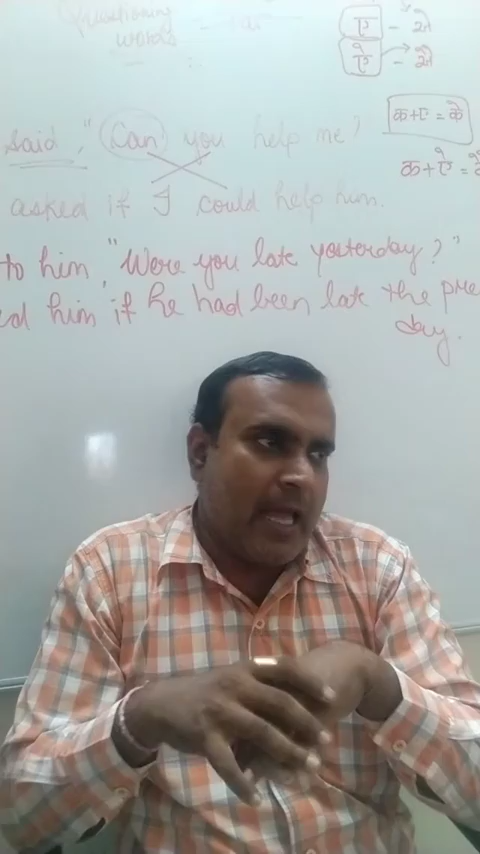 Questioning
words
ए - ऐ
ऐ - ऐ
क+ए = के
said, "Can you help me?
क+ऐ =
asked if I could help him.
to him, "Were you late yesterday?"
him if he had been late the
day.